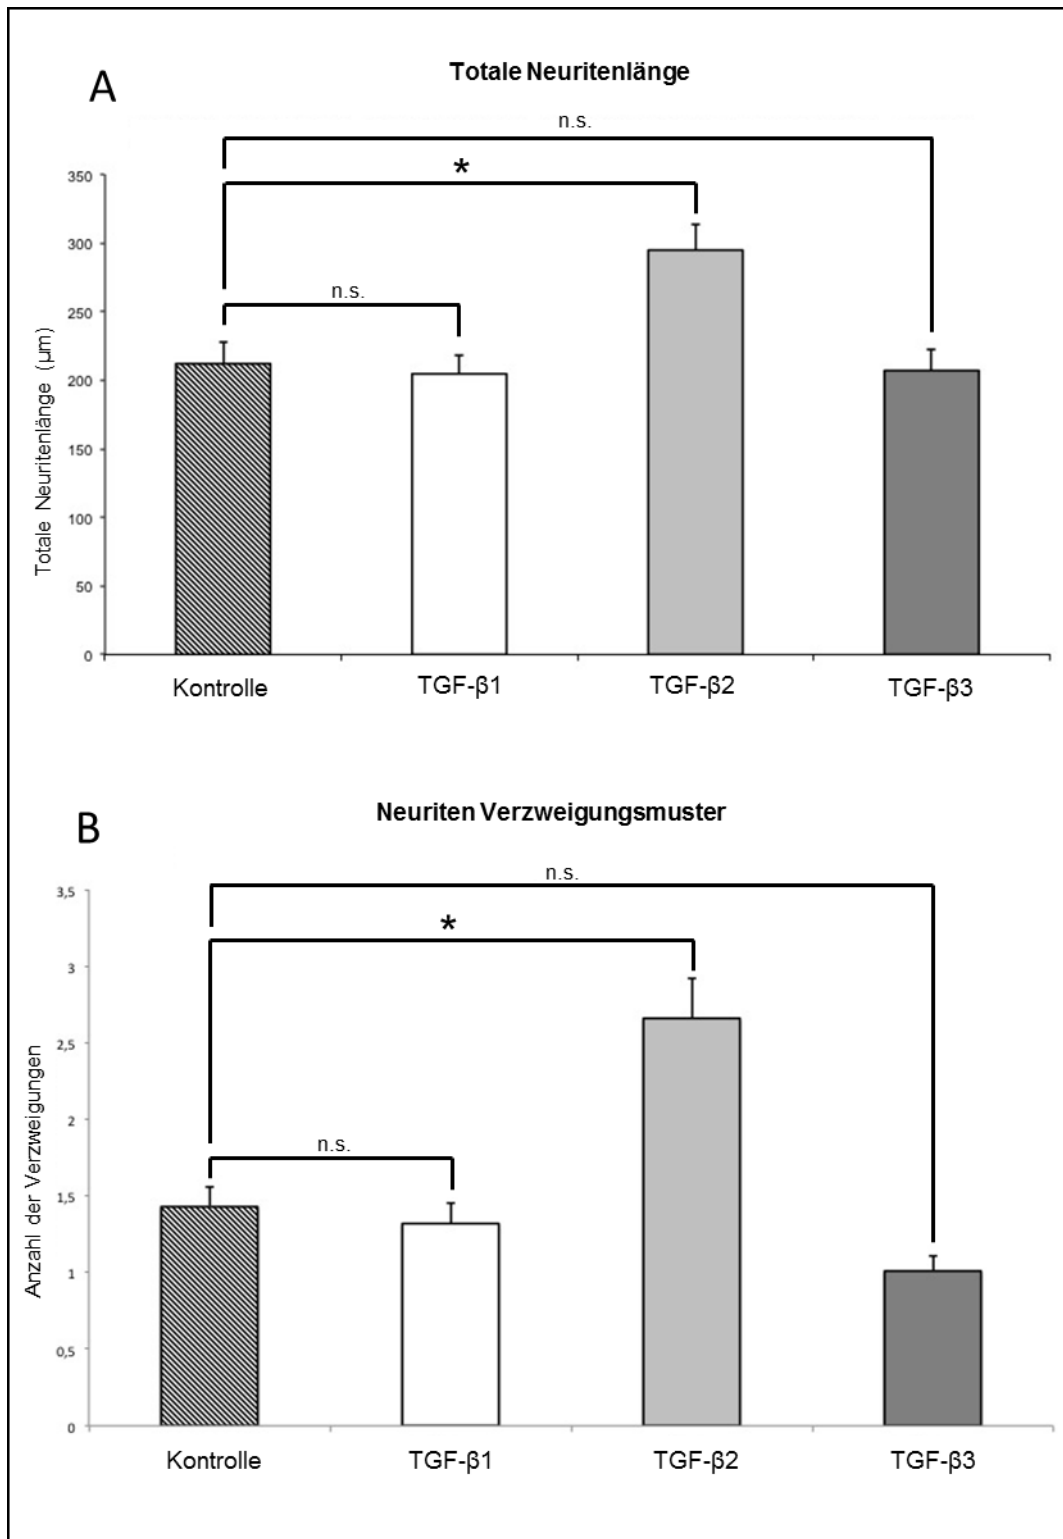 A
Totale Neuritenlänge
n.s.
*
n.s.
350
300
250
200
150
100
50
0
Totale Neuritenlänge (µm)
Kontrolle TGF-β1 TGF-β2 TGF-β3
B
Neuriten Verzweigungsmuster
n.s.
*
n.s.
3,5
3
2,5
2
1,5
1
0,5
0
Anzahl der Verzweigungen
Kontrolle TGF-β1 TGF-β2 TGF-β3